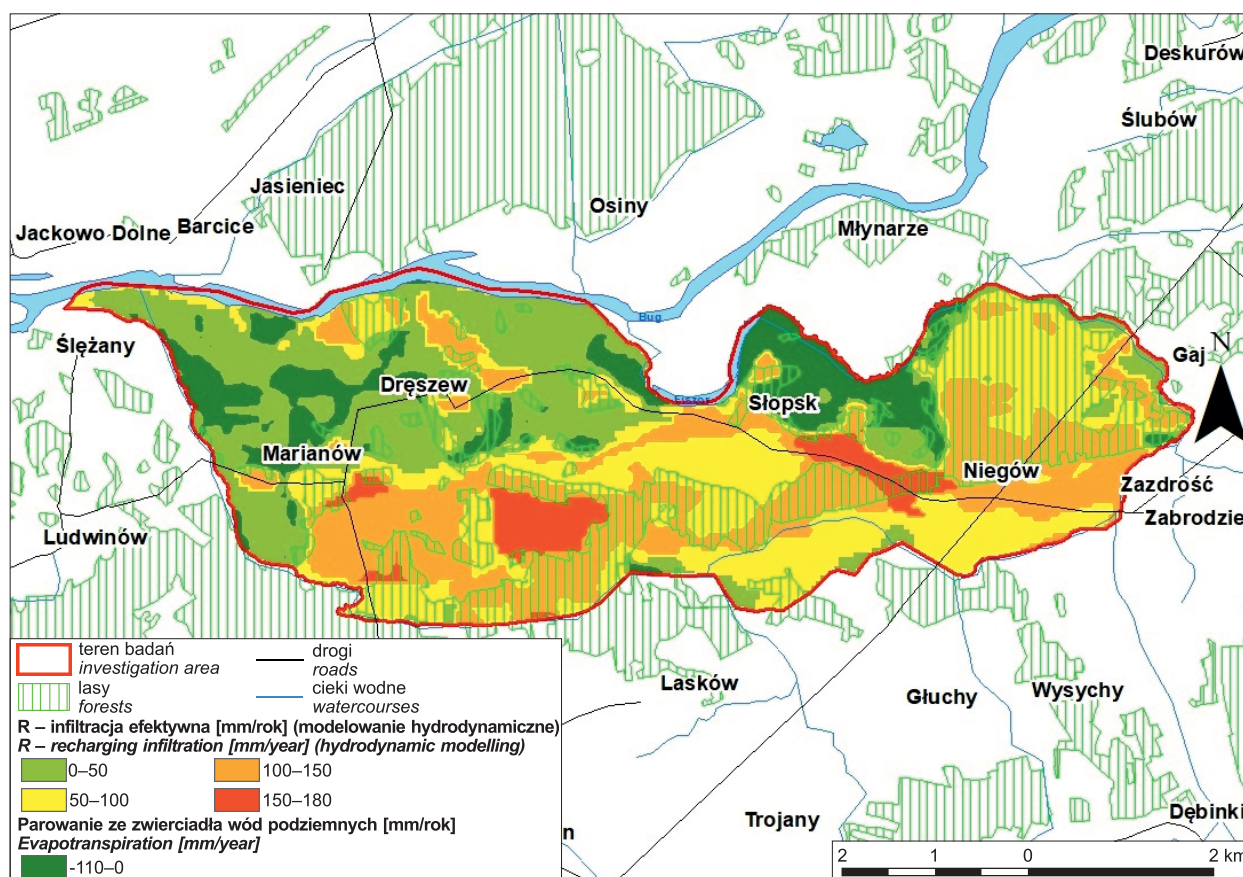 Deskurów
Ślubów
Jasieniec
Osiny
Barcice
Jackowo Dolne
Młynarze
Bug
Ślężany
Gaj
N
Dręszew
Fiszor
Słopsk
Marianów
Niegów
Zazdrość
Ludwinów
Zabrodzie
teren badań
investigation area
drogi
roads
lasy
forests
cieki wodne
watercourses
Lasków
Głuchy
Wysychy
R – infiltracja efektywna [mm/rok] (modelowanie hydrodynamiczne)
R – recharging infiltration [mm/year] (hydrodynamic modelling)
0–50
100–150
50–100
150–180
Parowanie ze zwierciadła wód podziemnych [mm/rok]
Evapotranspiration [mm/year]
-110–0
n
Trojany
Dębinki
2 1 0 2 km